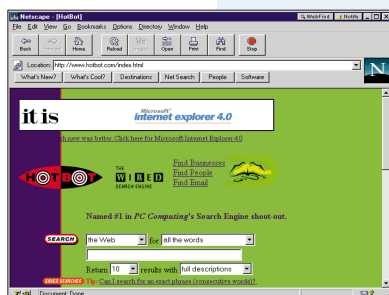 Netscape - [HotBot]
WebFind Notify
File Edit View Go Bookmarks Options Directory Window Help
Back Forward Home Reload Images Open Print Find Stop
Location: http://www.hotbot.com/index.html
What's New? What's Cool? Destinations Net Search People Software
N
it is
Microsoft
internet explorer 4.0
new was better. Click here for Microsoft Internet Explorer 4.0
HOTBOT
THE
WIRED
SEARCH ENGINE
Find Businesses
Find People
Find Email
Named #1 in PC Computing's Search Engine shoot-out.
SEARCH the Web for all the words
Return 10 results with full descriptions
SAVES SEARCHES Tip: Can I search for an exact phrase (consecutive words)?
Document: Done